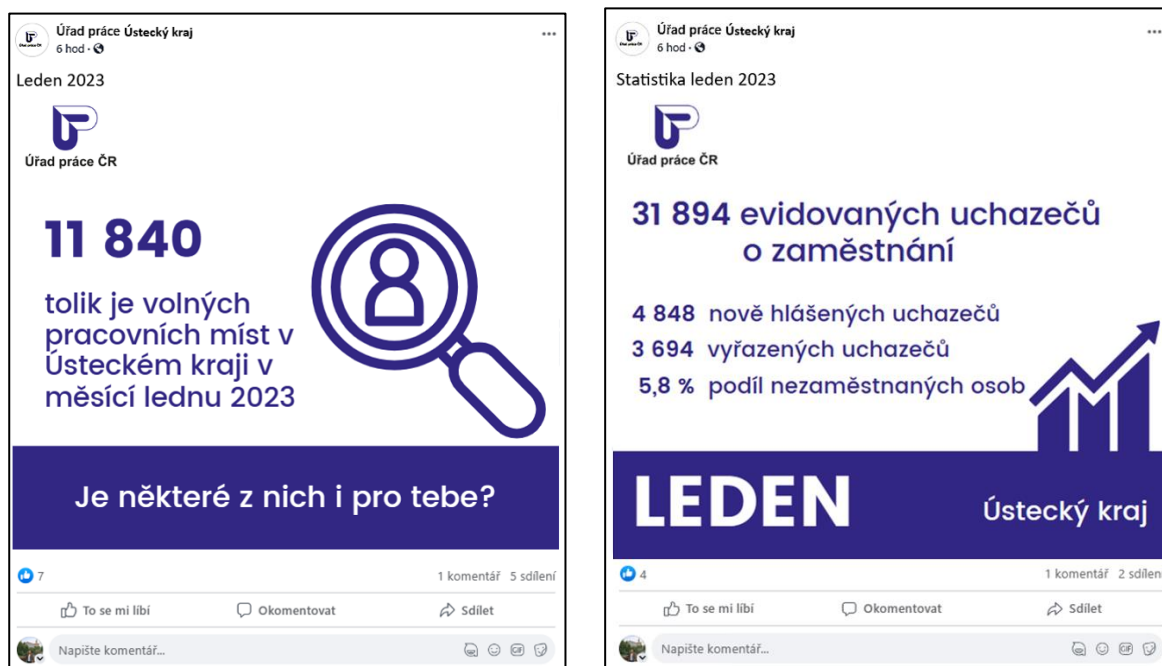 Úřad práce Ústecký kraj
6 hod
Leden 2023
Úřad práce ČR
11 840
tolik je volných
pracovních míst v
Ústeckém kraji v
měsící lednu 2023
Je některé z nich i pro tebe?
7
1 komentář 5 sdílení
To se mi líbí
Okomentovat
Sdílet
Napište komentář...
GIF
Úřad práce Ústecký kraj
6 hod
Statistika leden 2023
Úřad práce ČR
31 894 evidovaných uchazečů
o zaměstnání
4 848 nově hlášených uchazečů
3 694 vyřazených uchazečů
5,8 % podíl nezaměstnaných osob
LEDEN
Ústecký kraj
4
1 komentář 2 sdílen
To se mi líbí
Okomentovat
Sdílet
Napište komentář...
GIF